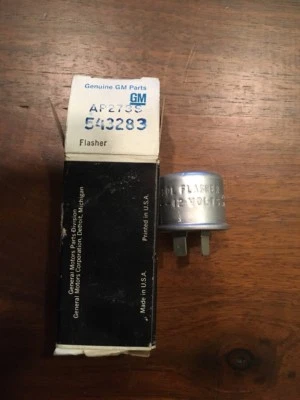 Genuine GM Parts
GM
543283
Flasher
General Motors Parts Division
General Motors Corporation, Detroit, Michigan
Printed in U.S.A.
Made in U.S.A.
FLASHER